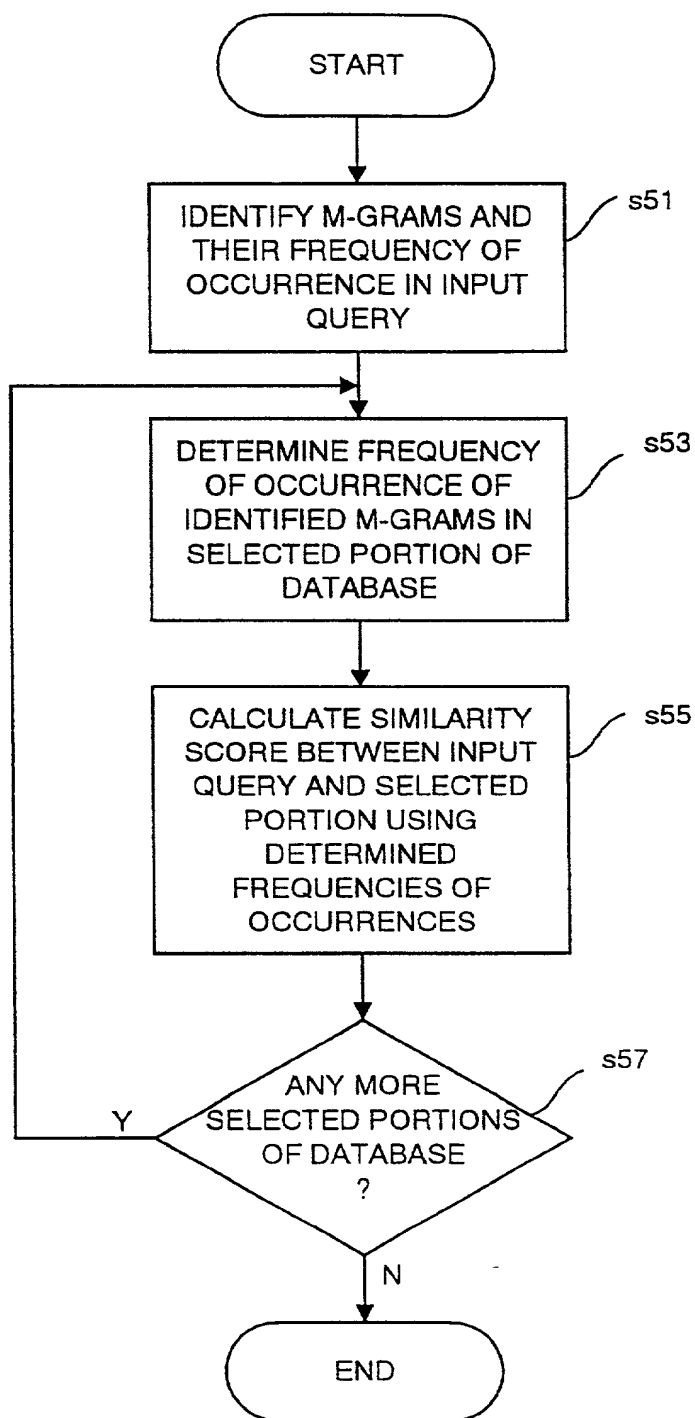 START
IDENTIFY M-GRAMS AND
THEIR FREQUENCY OF
OCCURRENCE IN INPUT
QUERY
s51
DETERMINE FREQUENCY
OF OCCURRENCE OF
IDENTIFIED M-GRAMS IN
SELECTED PORTION OF
DATABASE
s53
CALCULATE SIMILARITY
SCORE BETWEEN INPUT
QUERY AND SELECTED
PORTION USING
DETERMINED
FREQUENCIES OF
OCCURRENCES
s55
ANY MORE
SELECTED PORTIONS
OF DATABASE
?
s57
Y
N
END